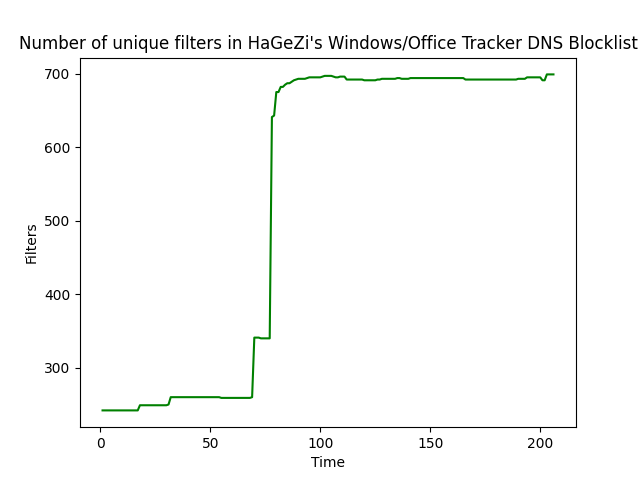 Number of unique filters in HaGeZi's Windows/Office Tracker DNS Blocklist
700
600
500
400
300
Filters
0 50 100 150 200
Time